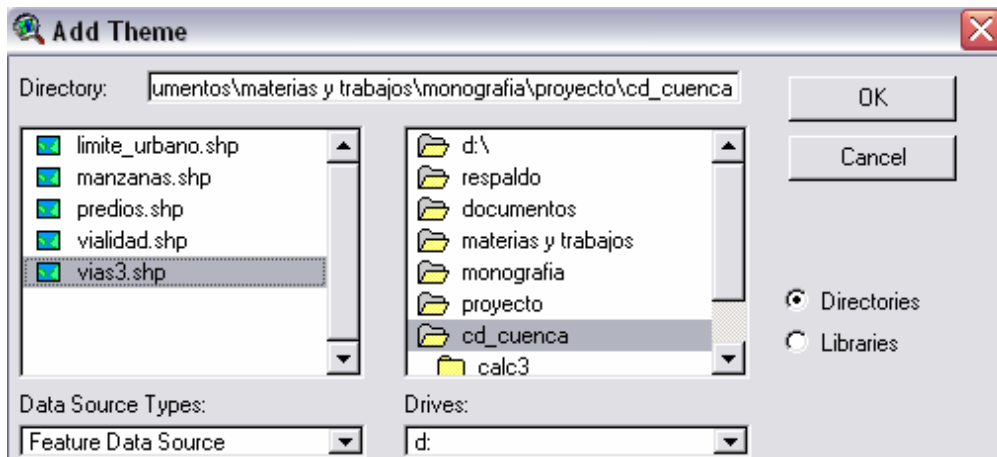 Add Theme
Directory: umentos\materias y trabajos\monografia\proyecto\cd_cuenca
OK
Cancel
limite_urbano.shp
manzanas.shp
predios.shp
vialidad.shp
vias3.shp
d:\
respaldo
documentos
materias y trabajos
monografia
proyecto
cd_cuenca
calc3
Directories
Libraries
Data Source Types:
Feature Data Source
Drives:
d: